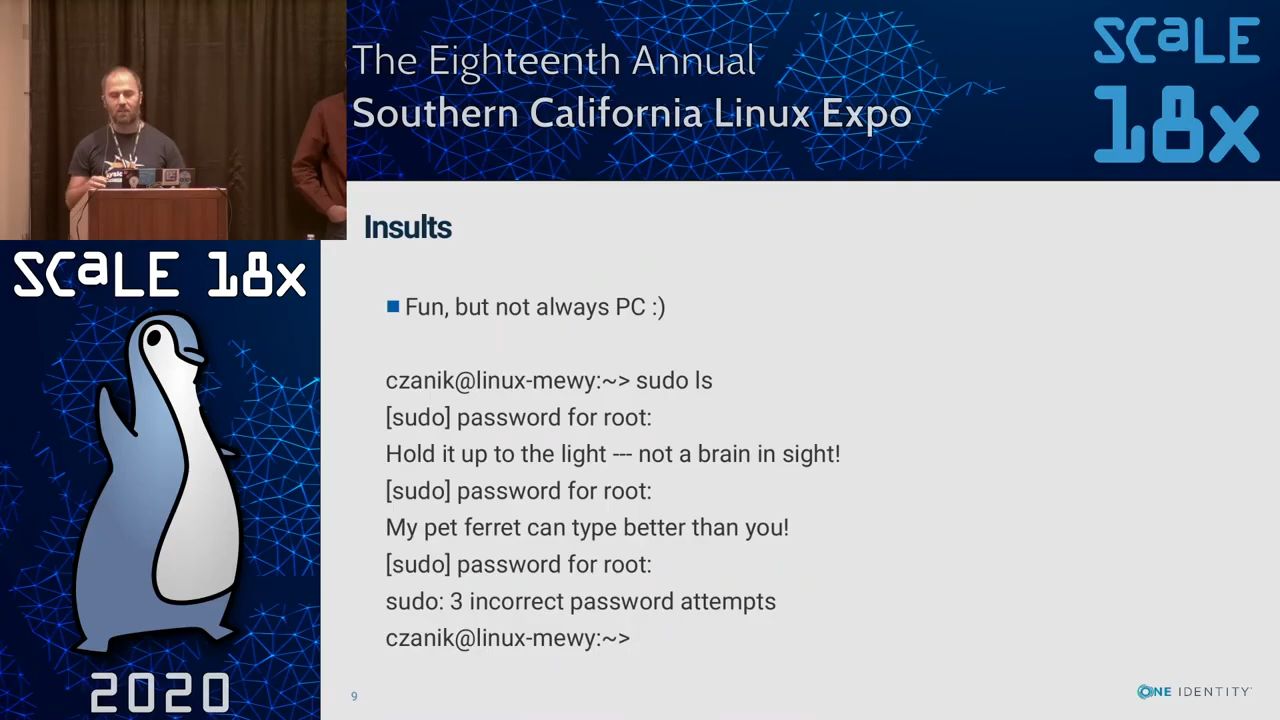 The Eighteenth Annual
Southern California Linux Expo
SCaLE
18x
SCaLE 18x
2020
Insults
Fun, but not always PC :)
czanik@linux-mewy:~> sudo ls
[sudo] password for root:
Hold it up to the light --- not a brain in sight!
[sudo] password for root:
My pet ferret can type better than you!
[sudo] password for root:
sudo: 3 incorrect password attempts
czanik@linux-mewy:~>
9
ONE IDENTITY